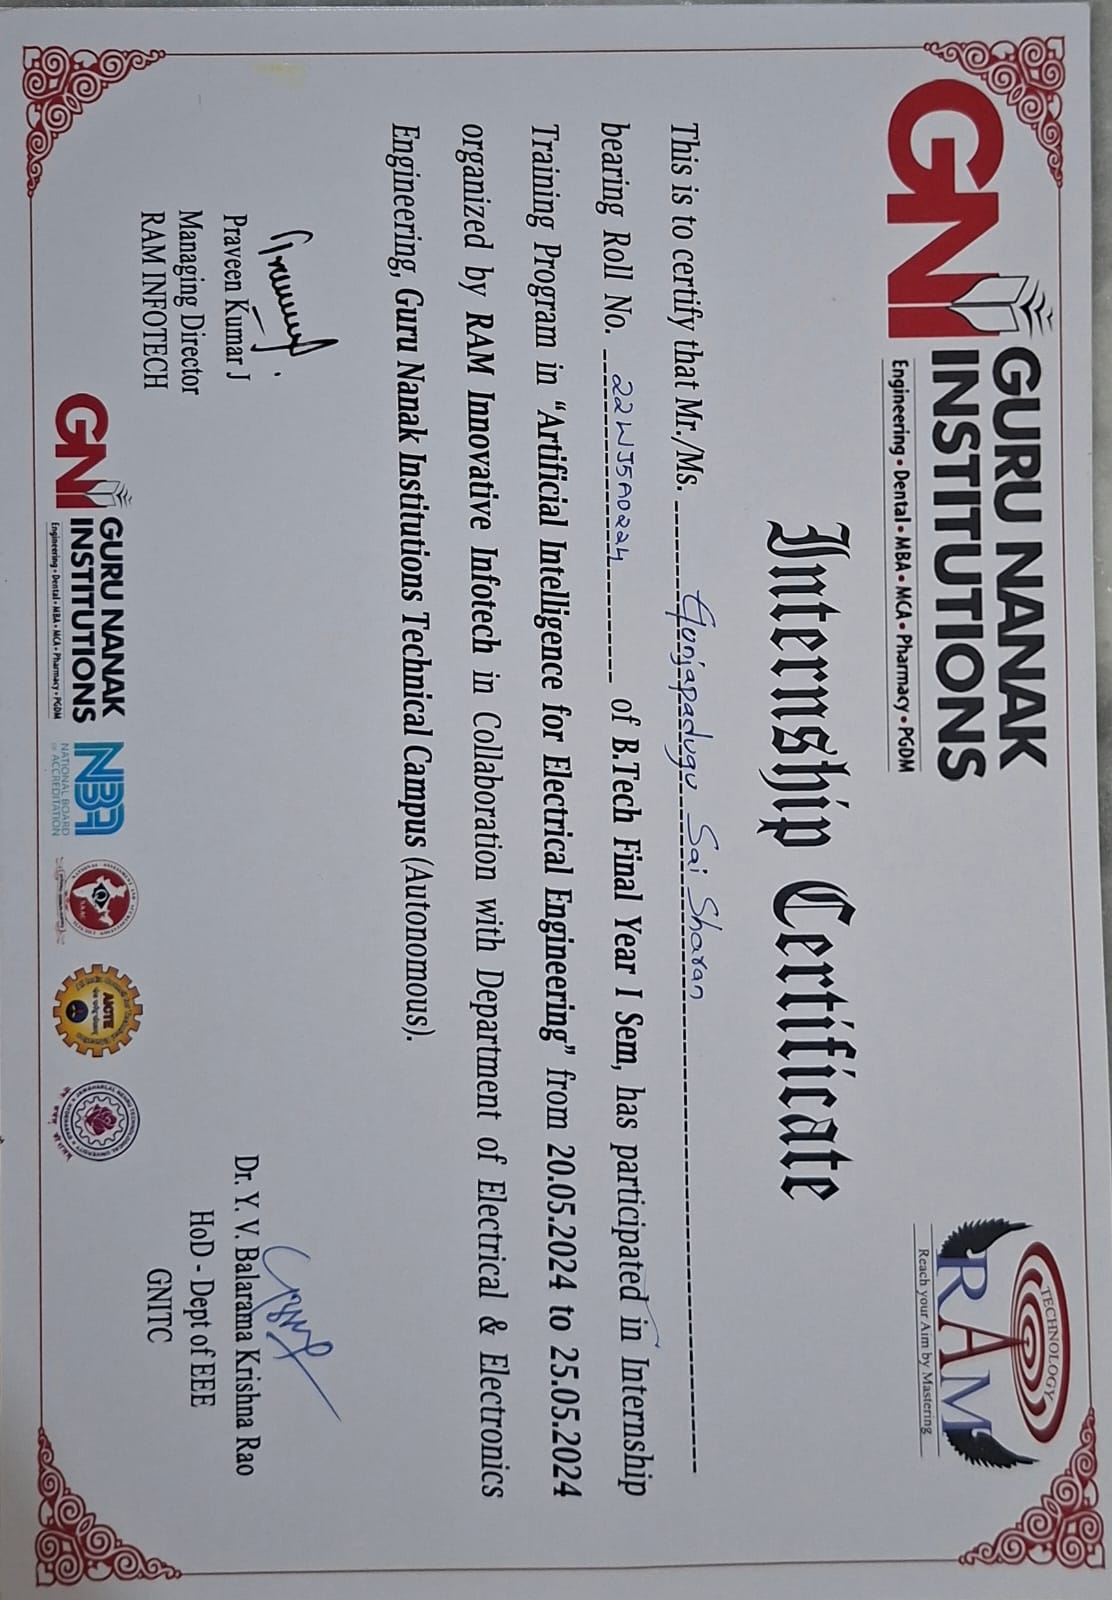 GNI GURU NANAK
INSTITUTIONS
Engineering • Dental • MBA • MCA • Pharmacy • PGDM
TECHNOLOGY
RAM
Reach your Aim by Mastering
Internship Certificate
This is to certify that Mr./Ms. Gunjapadugu Sai Sharan
bearing Roll No. 22WJ5A0224 of B.Tech Final Year I Sem, has participated in Internship
Training Program in "Artificial Intelligence for Electrical Engineering" from 20.05.2024 to 25.05.2024
organized by RAM Innovative Infotech in Collaboration with Department of Electrical & Electronics
Engineering, Guru Nanak Institutions Technical Campus (Autonomous).
Praveen Kumar J
Managing Director
RAM INFOTECH
Dr. Y. V. Balarama Krishna Rao
HoD - Dept of EEE
GNITC
GNI GURU NANAK
INSTITUTIONS
Engineering • Dental • MBA • MCA • Pharmacy • PGDM
NBA
NATIONAL BOARD
of ACCREDITATION
AICTE